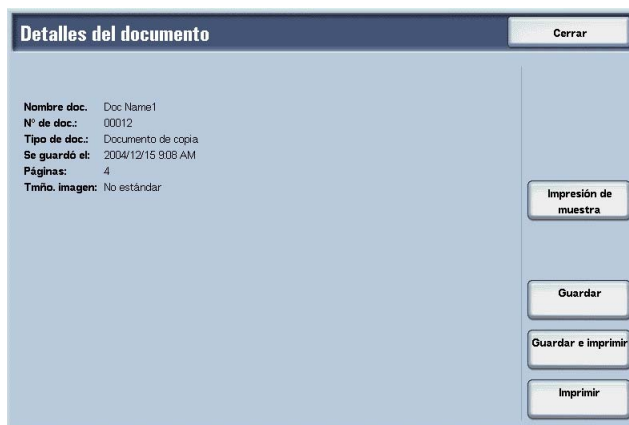 Detalles del documento
Cerrar
Nombre doc. Doc Name1
Nº de doc.: 00012
Tipo de doc.: Documento de copia
Se guardó el: 2004/12/15 9:08 AM
Páginas: 4
Tmño. imagen: No estándar
Impresión de
muestra
Guardar
Guardar e imprimir
Imprimir